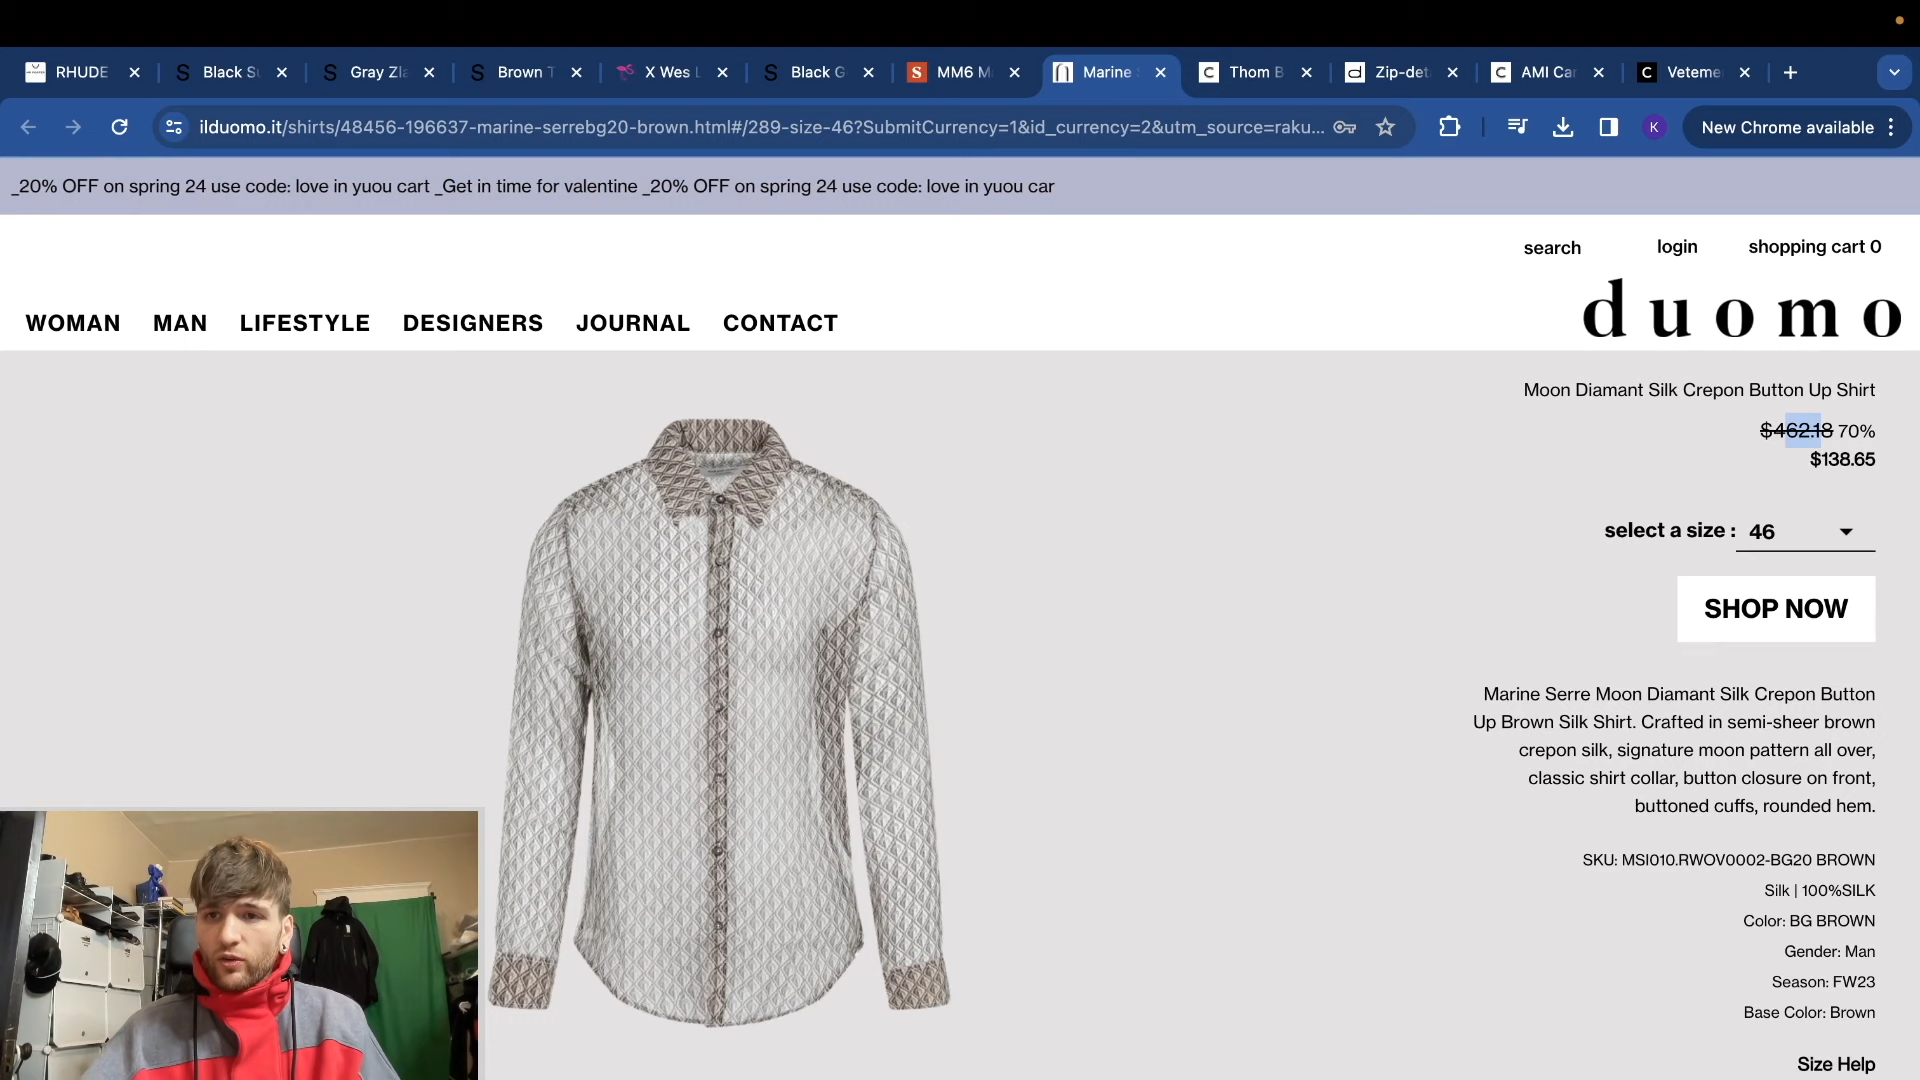 RHUDE
Black S
Gray Zla
Brown T
X Wes L
Black G
MM6 M
Marine S
Thom B
Zip-det
AMI Car
Veteme
ilduomo.it/shirts/48456-196637-marine-serrebg20-brown.html#/289-size-46?SubmitCurrency=1&id_currency=2&utm_source=raku...
K
New Chrome available
_20% OFF on spring 24 use code: love in yuou cart _Get in time for valentine _20% OFF on spring 24 use code: love in yuou car
search
login
shopping cart 0
WOMAN MAN LIFESTYLE DESIGNERS JOURNAL CONTACT
duomo
Moon Diamant Silk Crepon Button Up Shirt
$462.18 70%
$138.65
select a size : 46
SHOP NOW
Marine Serre Moon Diamant Silk Crepon Button
Up Brown Silk Shirt. Crafted in semi-sheer brown
crepon silk, signature moon pattern all over,
classic shirt collar, button closure on front,
buttoned cuffs, rounded hem.
SKU: MSI010.RWOV0002-BG20 BROWN
Silk | 100%SILK
Color: BG BROWN
Gender: Man
Season: FW23
Base Color: Brown
Size Help